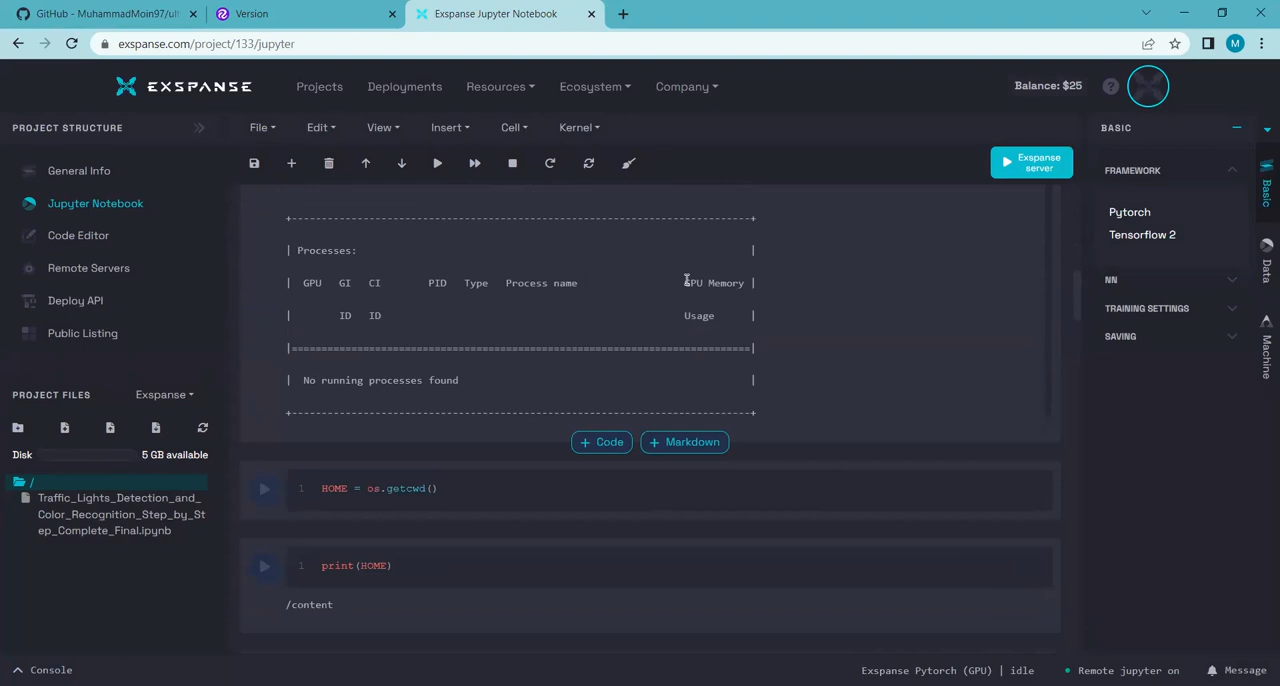 GitHub - MuhammadMoin97/ult
Version
Exspanse Jupyter Notebook
exspanse.com/project/133/jupyter
M
EXSPANSE
Projects
Deployments
Resources
Ecosystem
Company
Balance: $25
PROJECT STRUCTURE
File
Edit
View
Insert
Cell
Kernel
BASIC
Exspanse
server
General Info
Jupyter Notebook
Code Editor
Remote Servers
Deploy API
Public Listing
PROJECT FILES
Exspanse
Disk
5 GB available
/
Traffic_Lights_Detection_and_
Color_Recognition_Step_by_St
ep_Complete_Final.ipynb
+-----------------------------------------------------------------------------+
| Processes: |
| GPU GI CI PID Type Process name GPU Memory |
| ID ID Usage |
|=============================================================================|
| No running processes found |
+-----------------------------------------------------------------------------+
+ Code
+ Markdown
1 HOME = os.getcwd()
1 print(HOME)
/content
FRAMEWORK
Pytorch
Tensorflow 2
NN
TRAINING SETTINGS
SAVING
Basic
Data
Machine
Console
Exspanse Pytorch (GPU) | idle
Remote jupyter on
Message